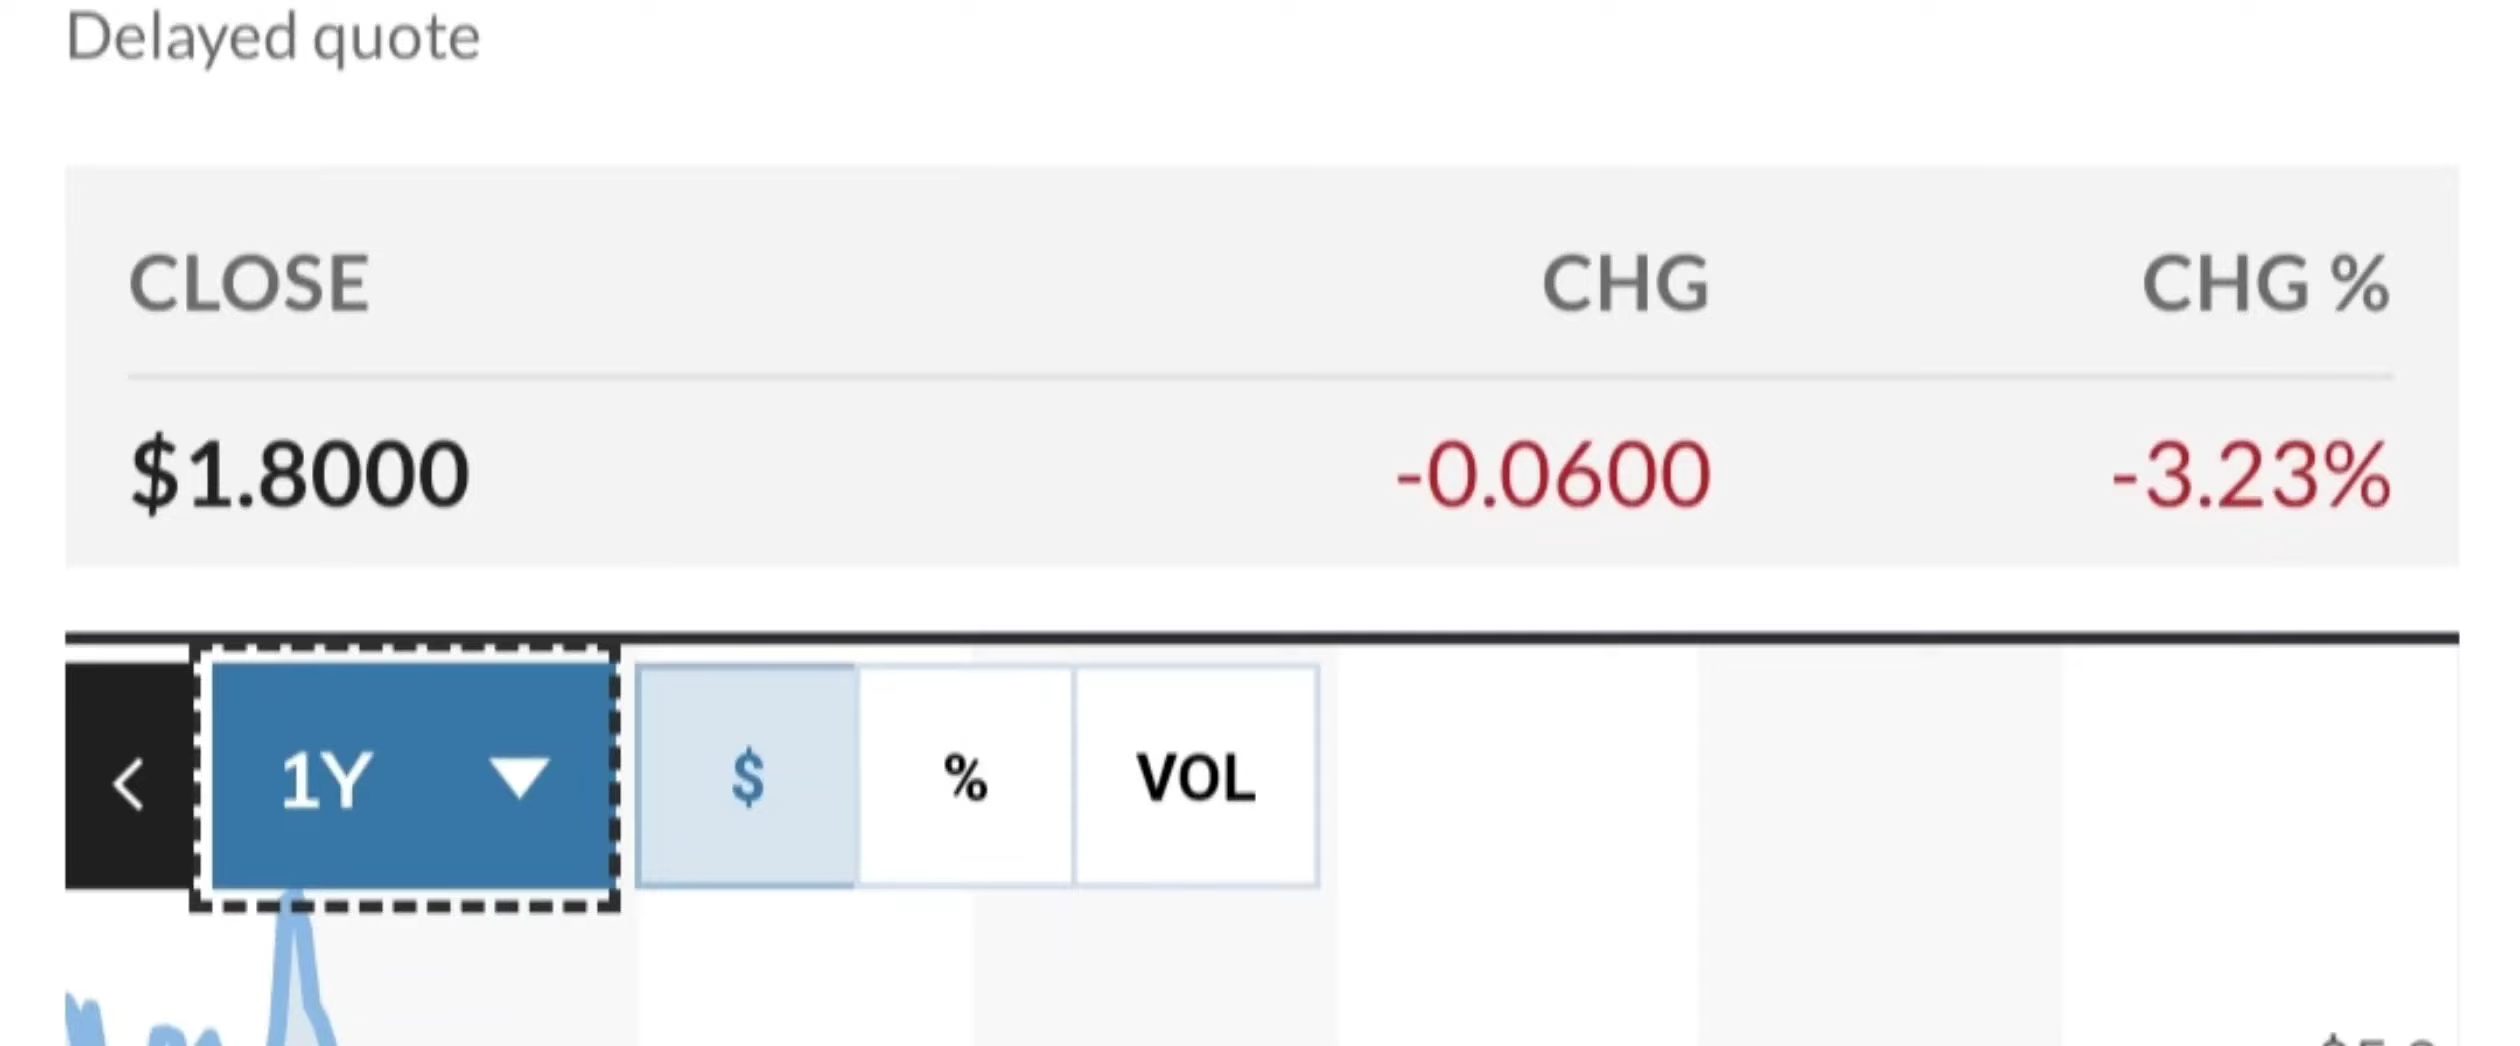 Delayed quote
CLOSE CHG CHG %
$1.8000 -0.0600 -3.23%
1Y $ % VOL